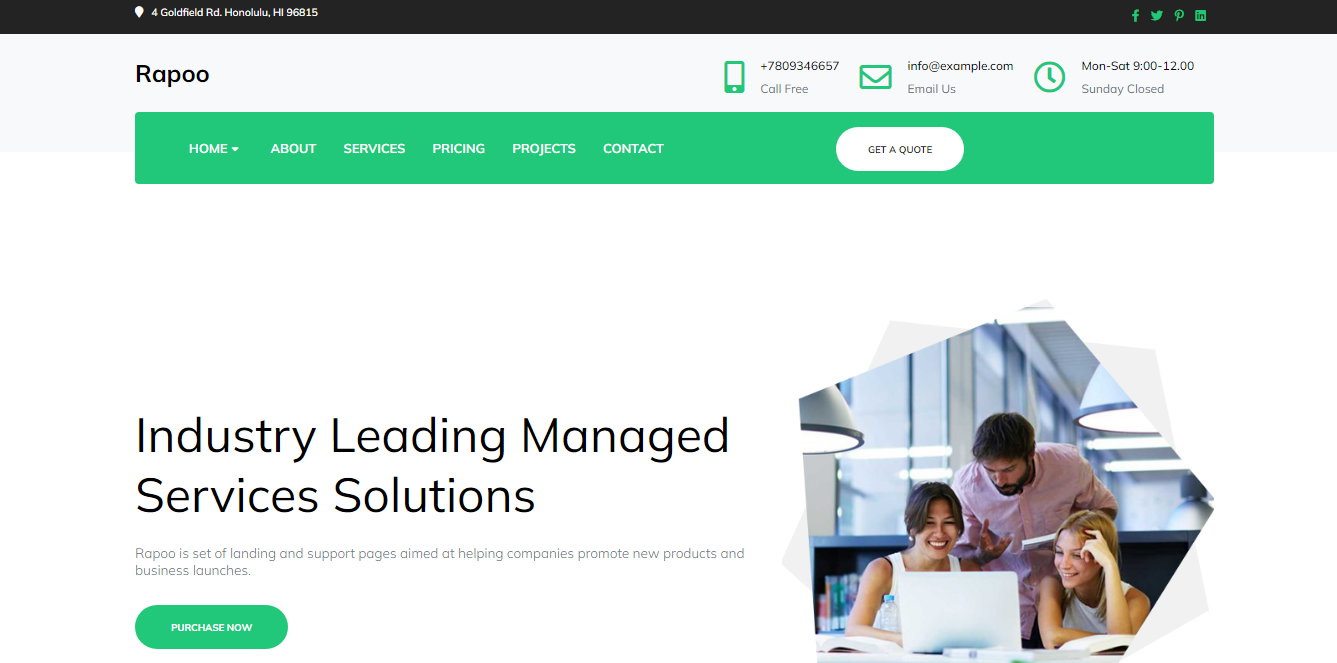 4 Goldfield Rd. Honolulu, HI 96815
Rapoo
+7809346657
Call Free
info@example.com
Email Us
Mon-Sat 9:00-12.00
Sunday Closed
HOME
ABOUT
SERVICES
PRICING
PROJECTS
CONTACT
GET A QUOTE
Industry Leading Managed
Services Solutions
Rapoo is set of landing and support pages aimed at helping companies promote new products and
business launches.
PURCHASE NOW